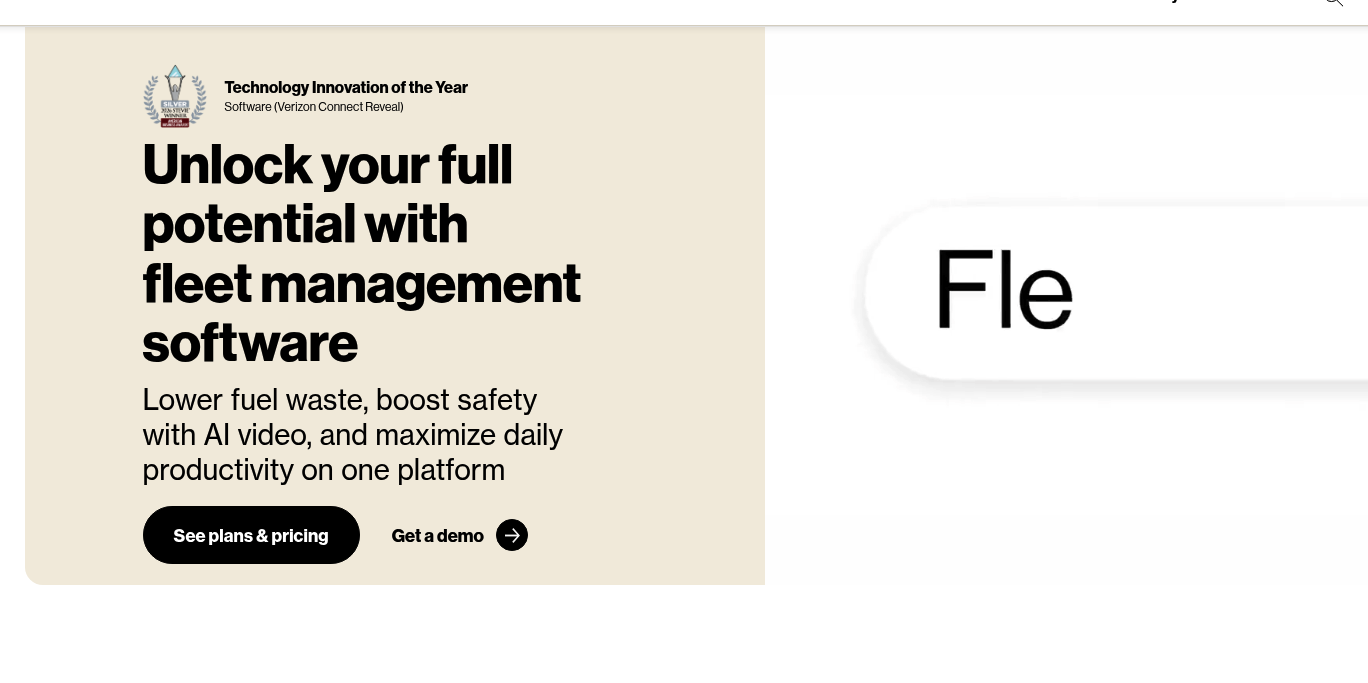 Technology Innovation of the Year
Software (Verizon Connect Reveal)
SILVER
WINNER
Unlock your full
potential with
fleet management
software
Lower fuel waste, boost safety
with AI video, and maximize daily
productivity on one platform
See plans & pricing
Get a demo
Fle